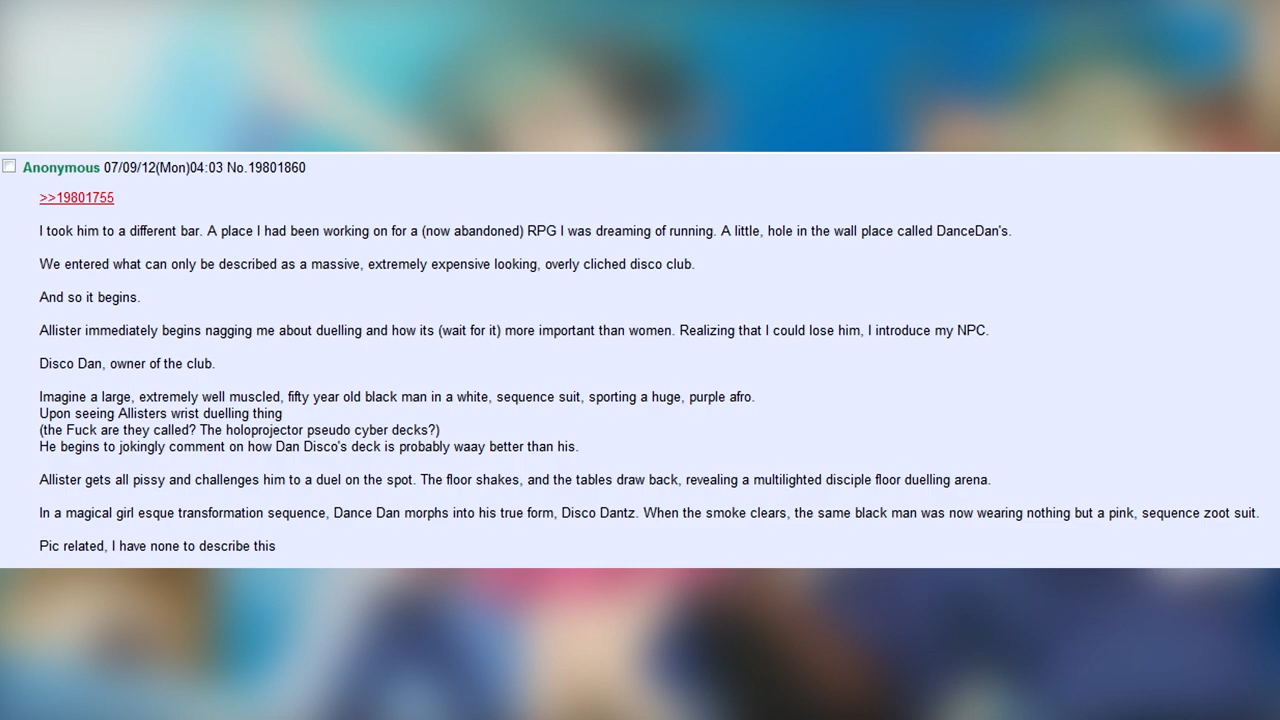 Anonymous 07/09/12(Mon)04:03 No.19801860
>>19801755
I took him to a different bar. A place I had been working on for a (now abandoned) RPG I was dreaming of running. A little, hole in the wall place called DanceDan's.
We entered what can only be described as a massive, extremely expensive looking, overly cliched disco club.
And so it begins.
Allister immediately begins nagging me about duelling and how its (wait for it) more important than women. Realizing that I could lose him, I introduce my NPC.
Disco Dan, owner of the club.
Imagine a large, extremely well muscled, fifty year old black man in a white, sequence suit, sporting a huge, purple afro.
Upon seeing Allisters wrist duelling thing
(the Fuck are they called? The holoprojector pseudo cyber decks?)
He begins to jokingly comment on how Dan Disco's deck is probably waay better than his.
Allister gets all pissy and challenges him to a duel on the spot. The floor shakes, and the tables draw back, revealing a multilighted disciple floor duelling arena.
In a magical girl esque transformation sequence, Dance Dan morphs into his true form, Disco Dantz. When the smoke clears, the same black man was now wearing nothing but a pink, sequence zoot suit.
Pic related, I have none to describe this